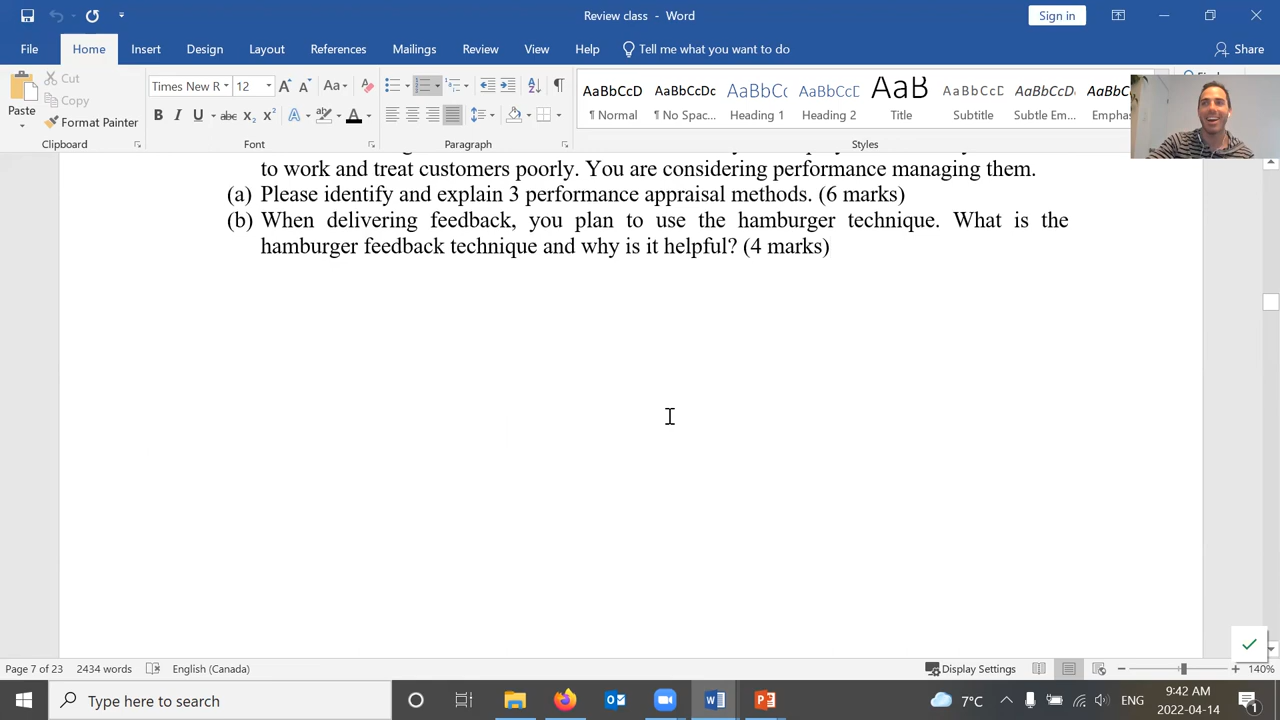 Review class - Word
Sign in
File
Home
Insert
Design
Layout
References
Mailings
Review
View
Help
Tell me what you want to do
Share
Paste
Cut
Copy
Format Painter
Times New R
12
Aa
AaBbCcD
¶ Normal
AaBbCcDc
¶ No Spac...
AaBbCc
Heading 1
AaBbCcD
Heading 2
AaB
Title
AaBbCcD
Subtitle
AaBbCcD
Subtle Em...
AaBbCc
Emphas
Clipboard
Font
Paragraph
Styles
to work and treat customers poorly. You are considering performance managing them.
(a) Please identify and explain 3 performance appraisal methods. (6 marks)
(b) When delivering feedback, you plan to use the hamburger technique. What is the
hamburger feedback technique and why is it helpful? (4 marks)
Page 7 of 23
2434 words
English (Canada)
Display Settings
140%
Type here to search
7°C
ENG
9:42 AM
2022-04-14
1